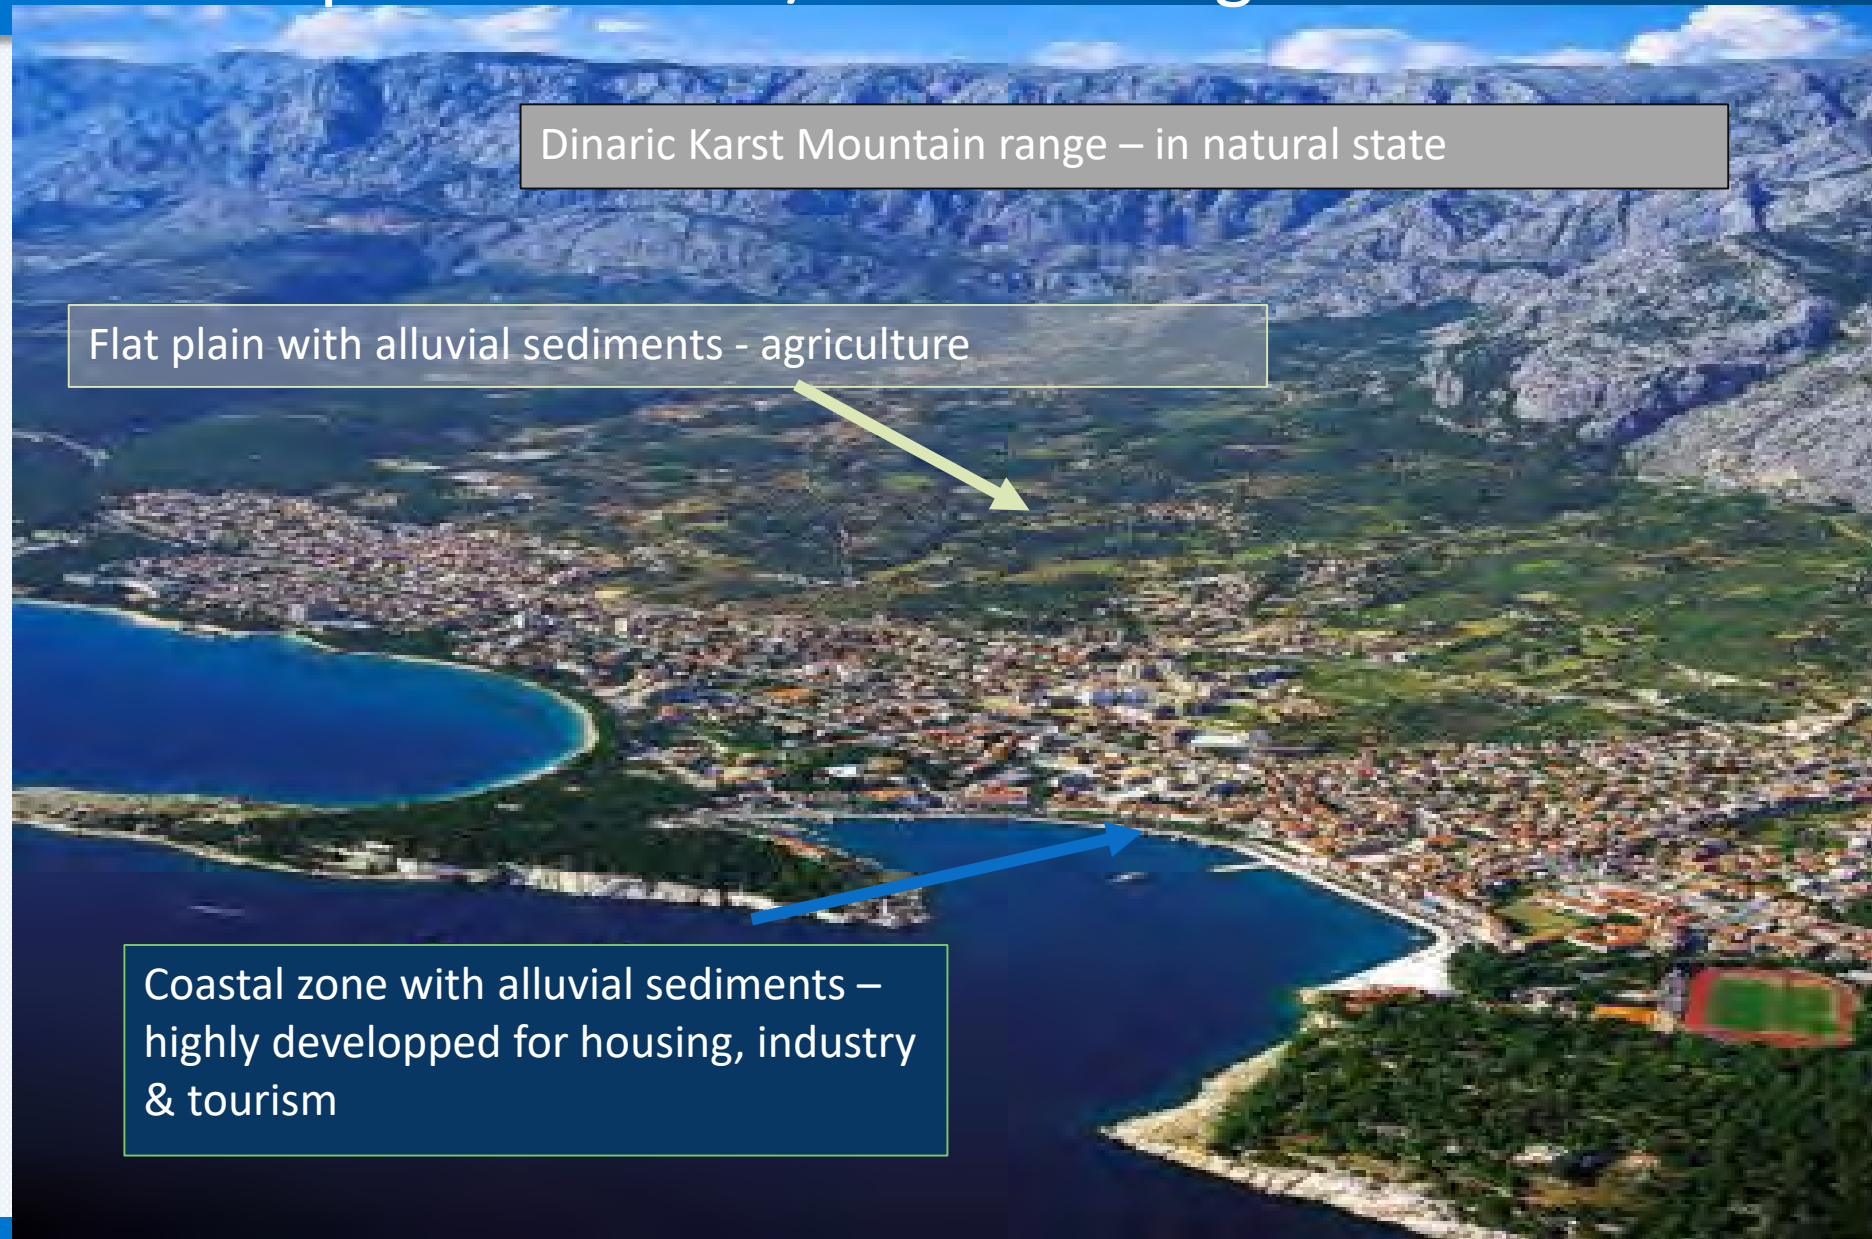 Dinaric Karst Mountain range – in natural state
Flat plain with alluvial sediments - agriculture
Coastal zone with alluvial sediments –
highly developped for housing, industry
& tourism